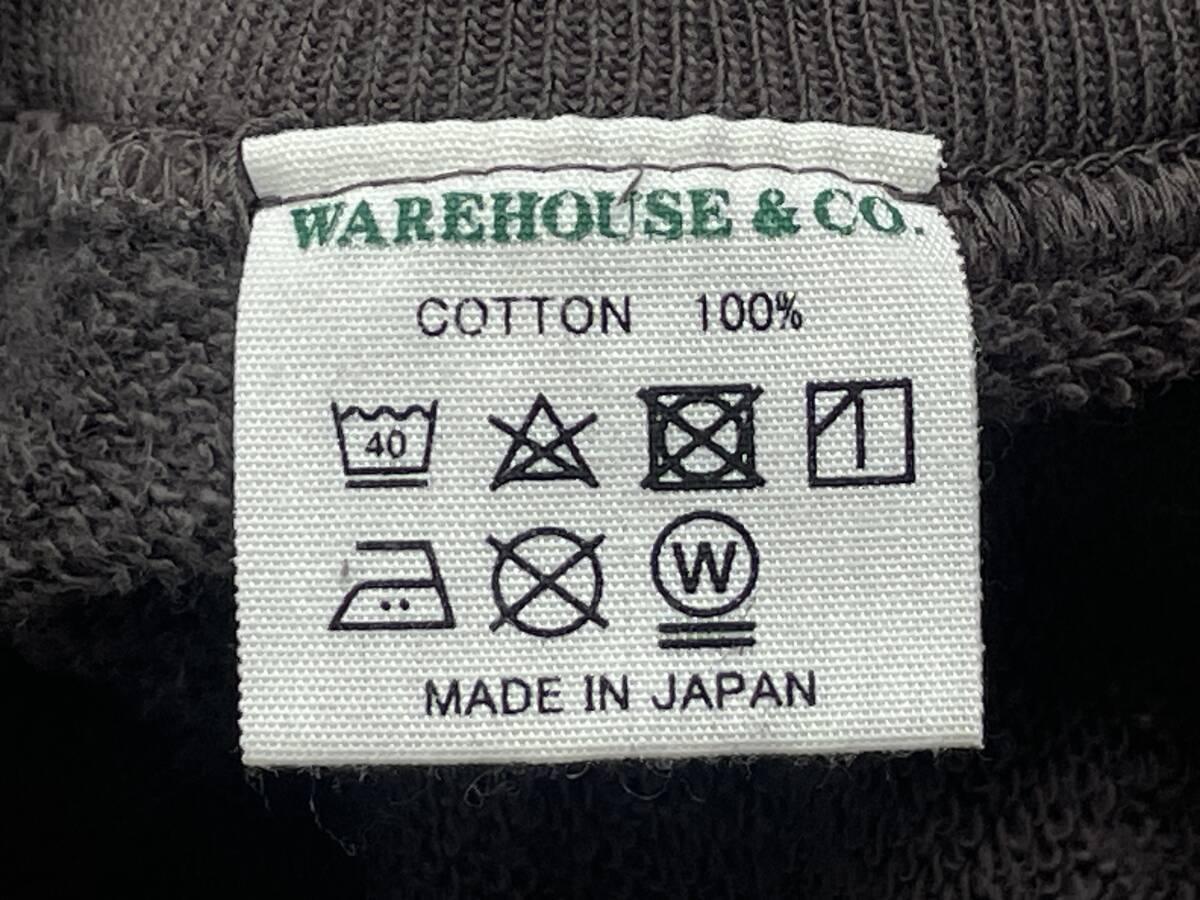 WAREHOUSE & CO.
COTTON 100%
40
W
MADE IN JAPAN